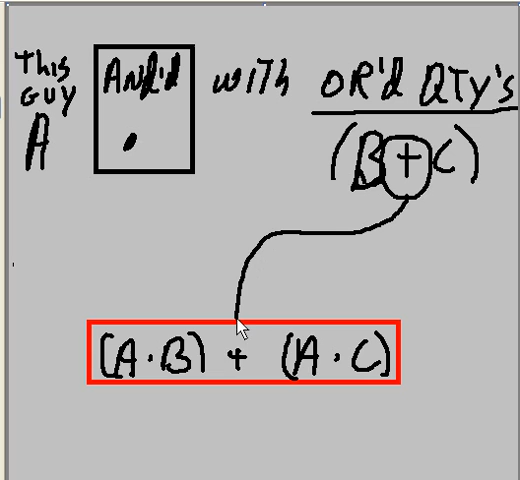 THIS GUY AND'd WITH OR'd QTY'S
A · (B + C)
(A · B) + (A · C)